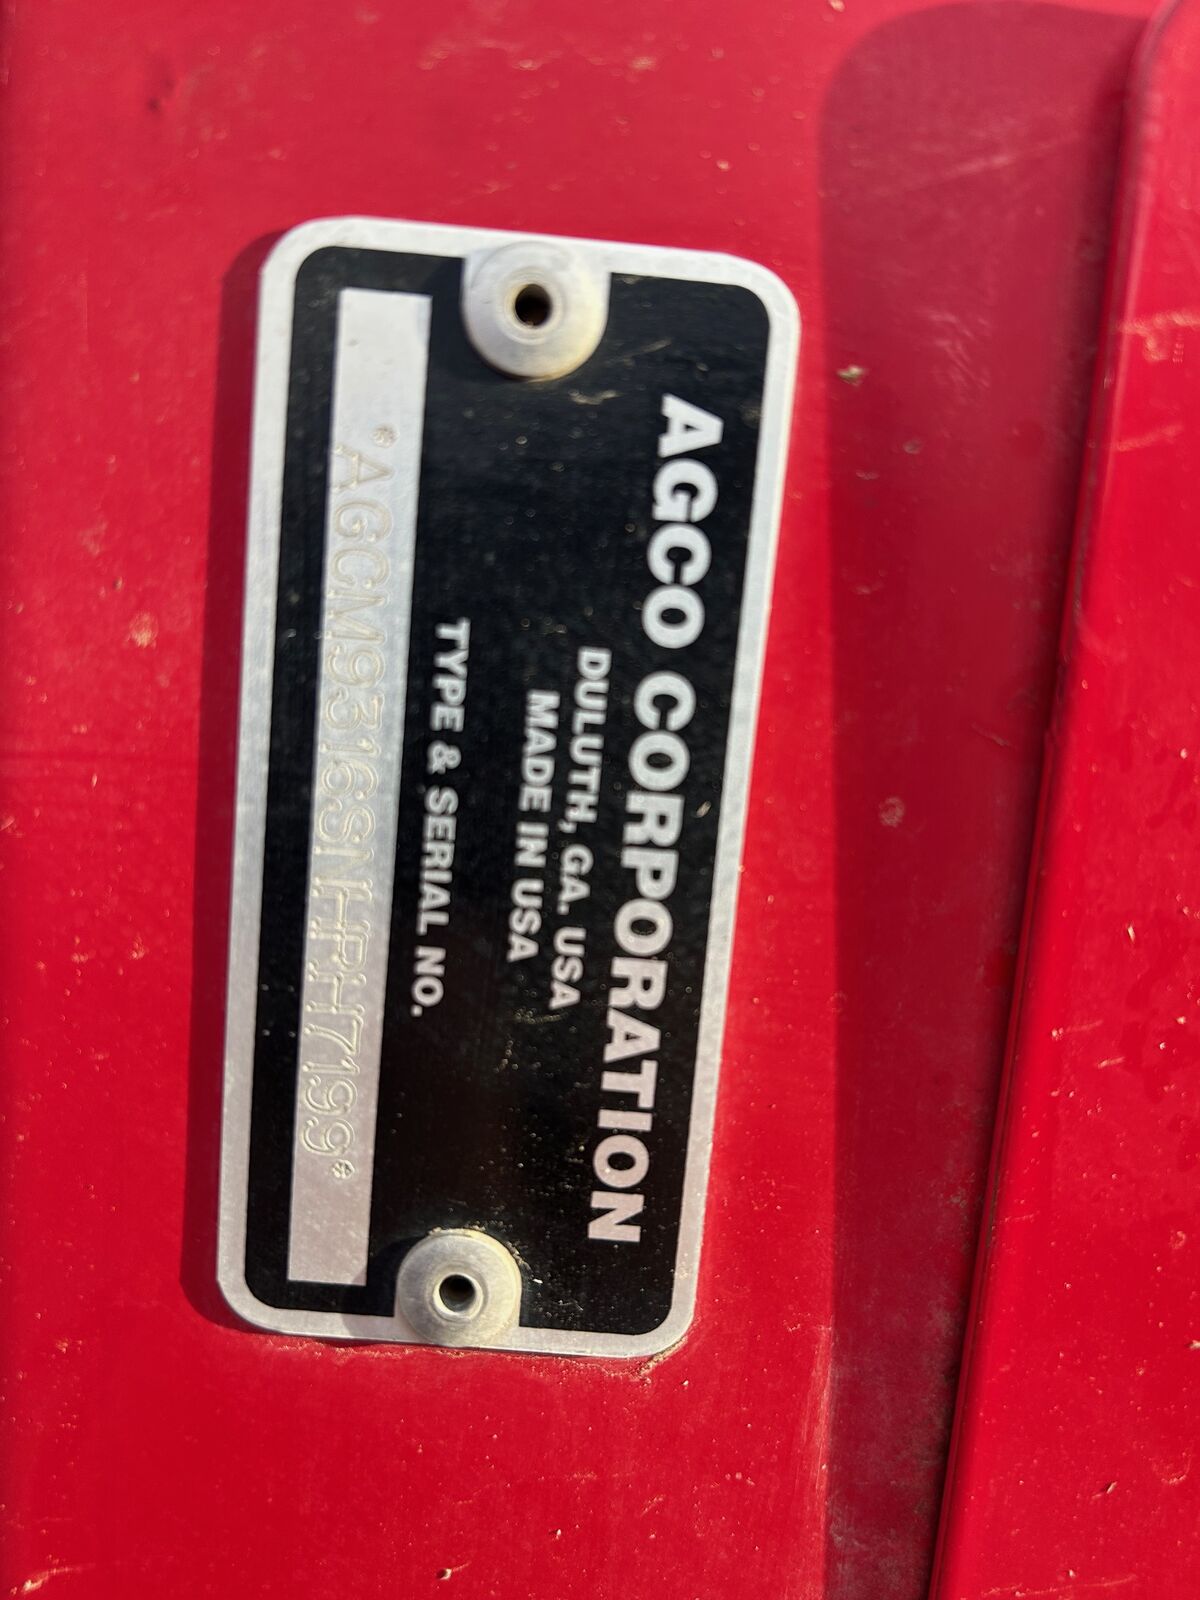 AGCO CORPORATION
DULUTH, GA. USA
MADE IN USA
TYPE & SERIAL NO.
*AGCM9316SNHRH7199*